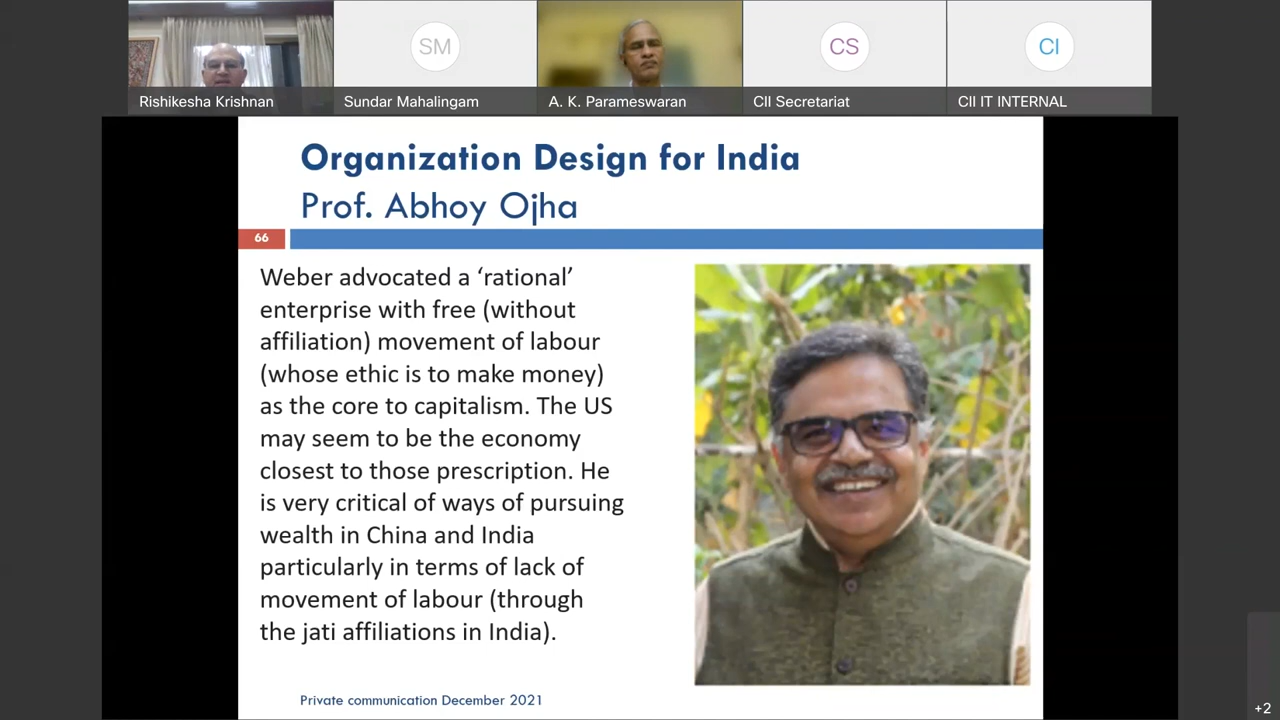 Rishikesha Krishnan
SM
Sundar Mahalingam
A. K. Parameswaran
CS
CII Secretariat
CI
CII IT INTERNAL
Organization Design for India
Prof. Abhoy Ojha
66
Weber advocated a ‘rational’
enterprise with free (without
affiliation) movement of labour
(whose ethic is to make money)
as the core to capitalism. The US
may seem to be the economy
closest to those prescription. He
is very critical of ways of pursuing
wealth in China and India
particularly in terms of lack of
movement of labour (through
the jati affiliations in India).
Private communication December 2021
+2